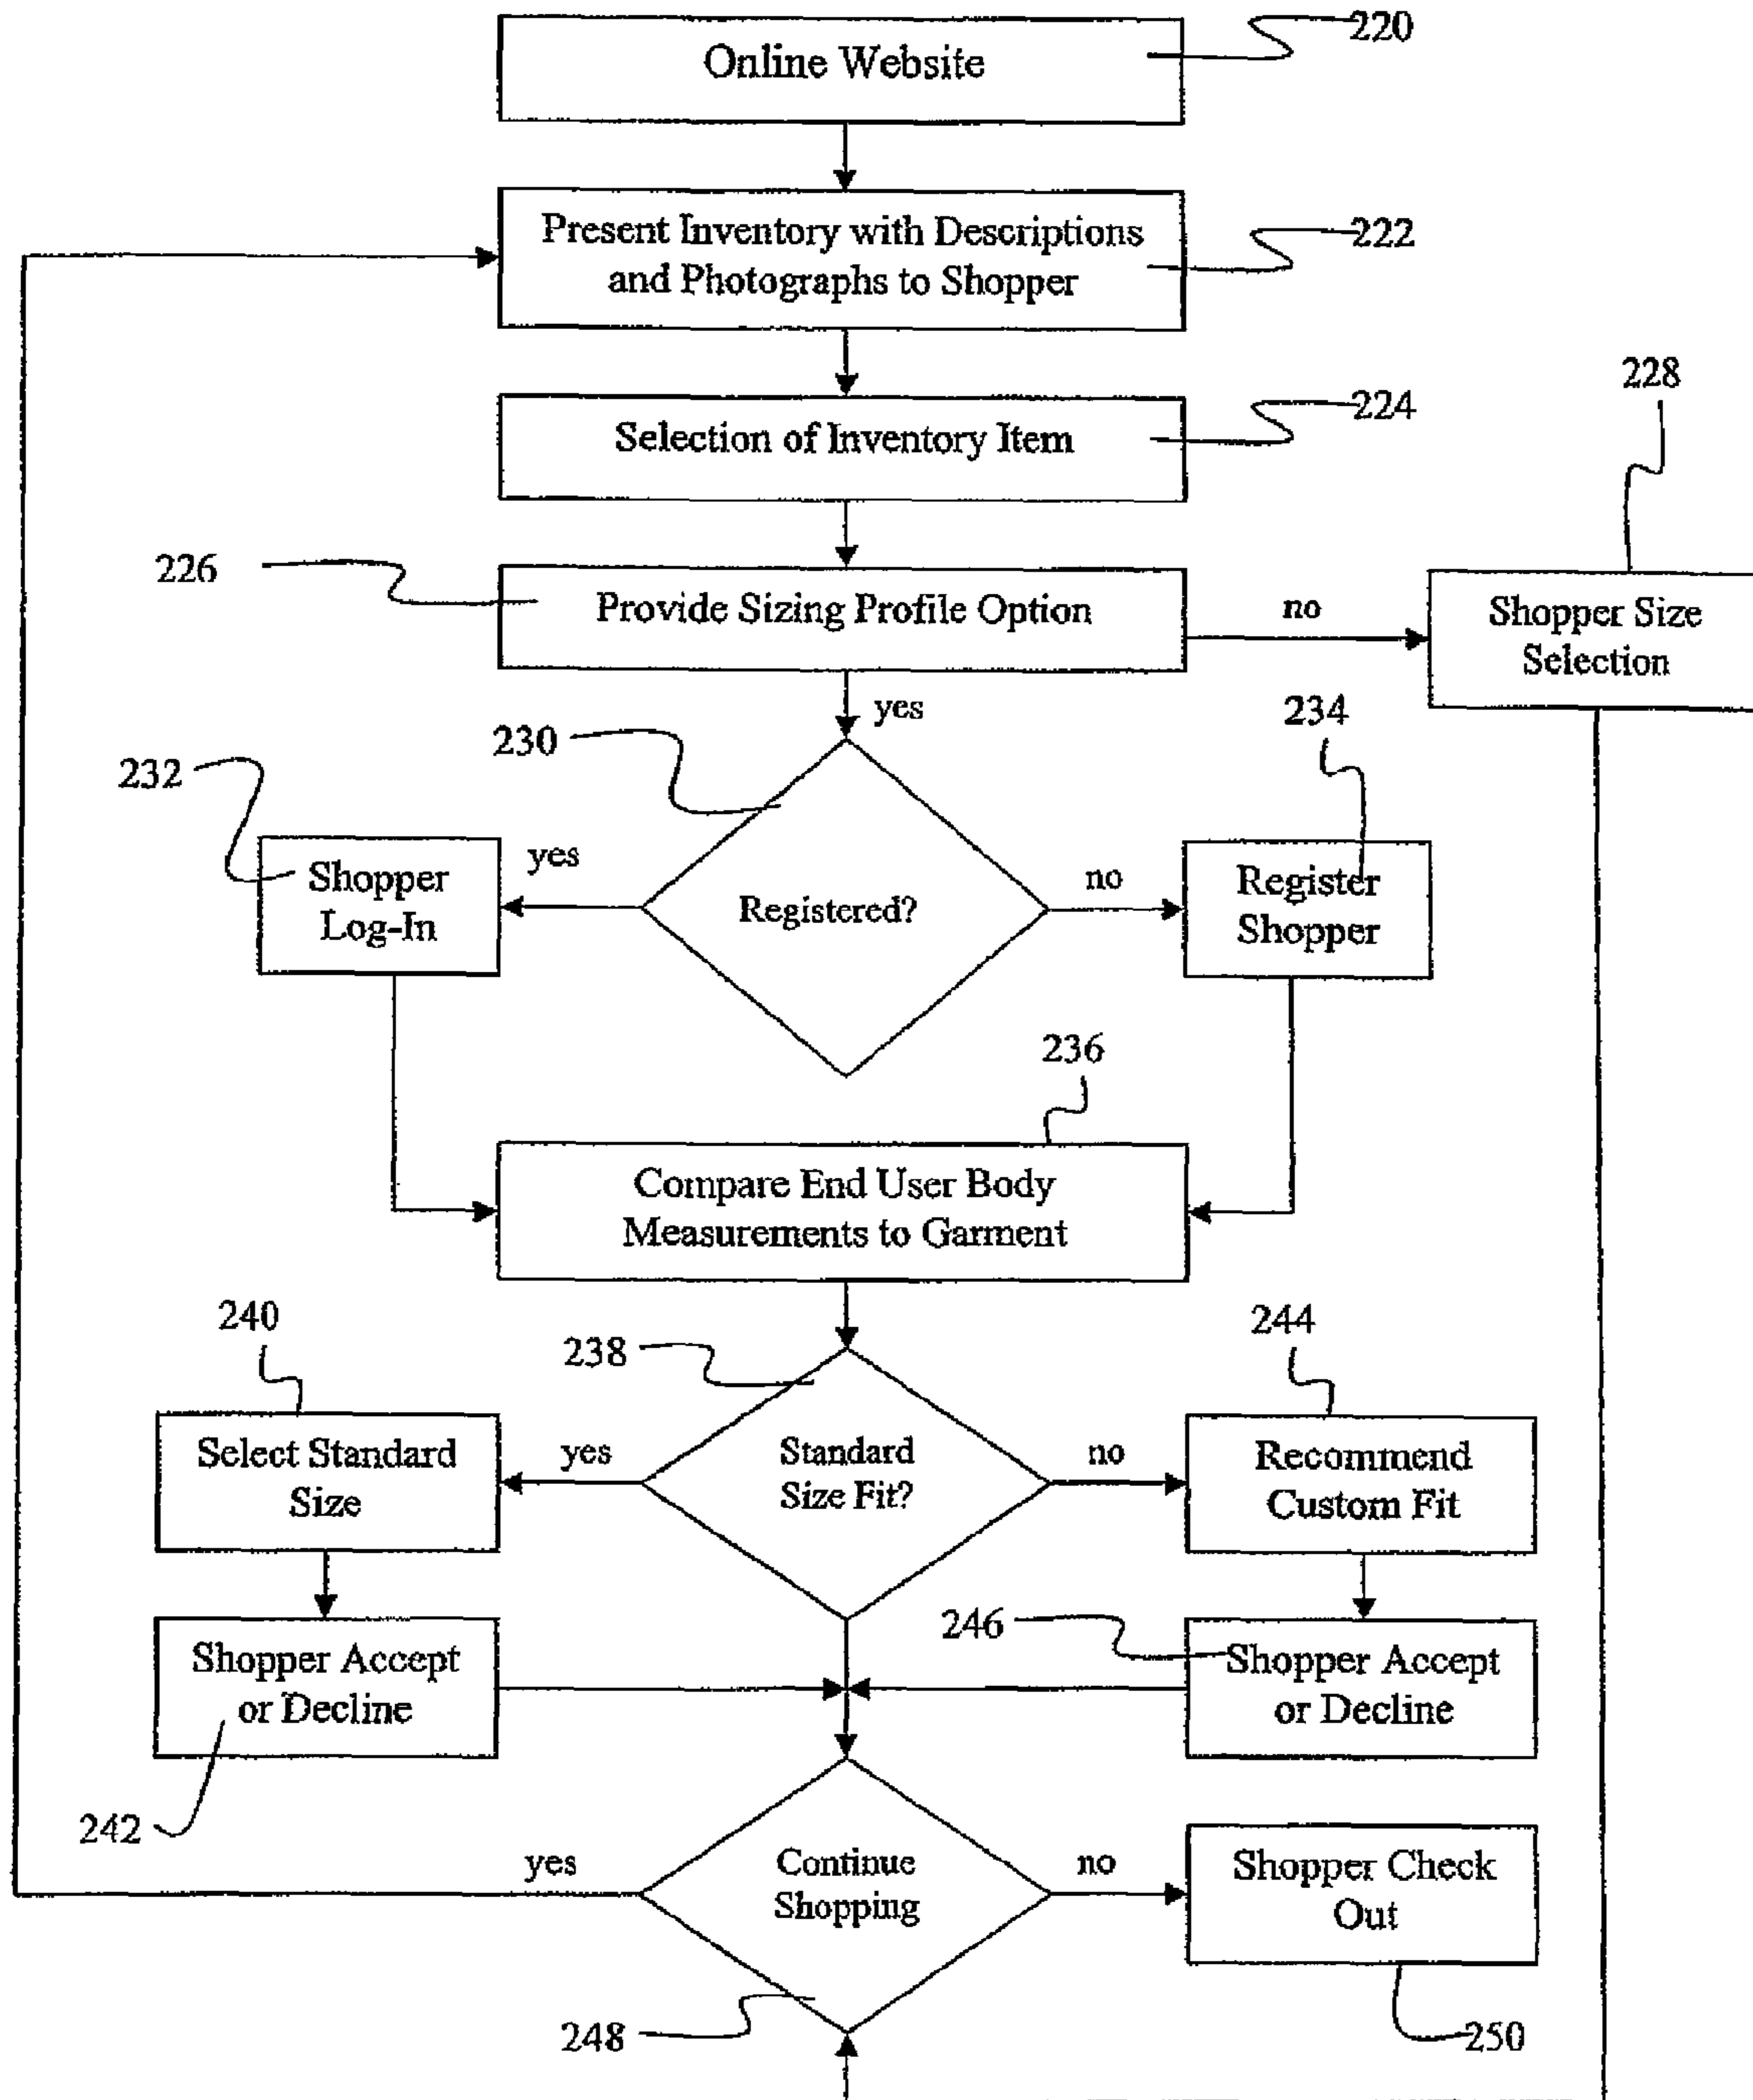 220
Online Website
Present Inventory with Descriptions
and Photographs to Shopper
222
228
224
Selection of Inventory Item
226
Provide Sizing Profile Option
no
Shopper Size
Selection
yes
234
230
232
yes
Shopper
Log-In
Registered?
no
Register
Shopper
236
Compare End User Body
Measurements to Garment
240
238
244
Select Standard
Size
yes
Standard
Size Fit?
no
Recommend
Custom Fit
246
Shopper Accept
or Decline
Shopper Accept
or Decline
242
yes
Continue
Shopping
no
Shopper Check
Out
248
250